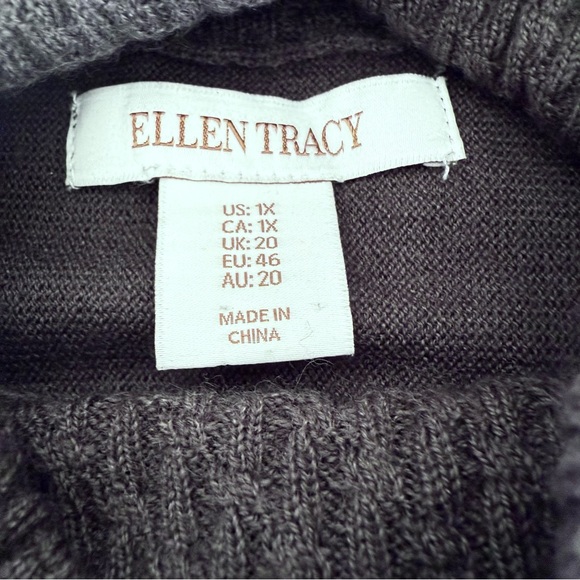 ELLEN TRACY
US: 1X
CA: 1X
UK: 20
EU: 46
AU: 20
MADE IN
CHINA